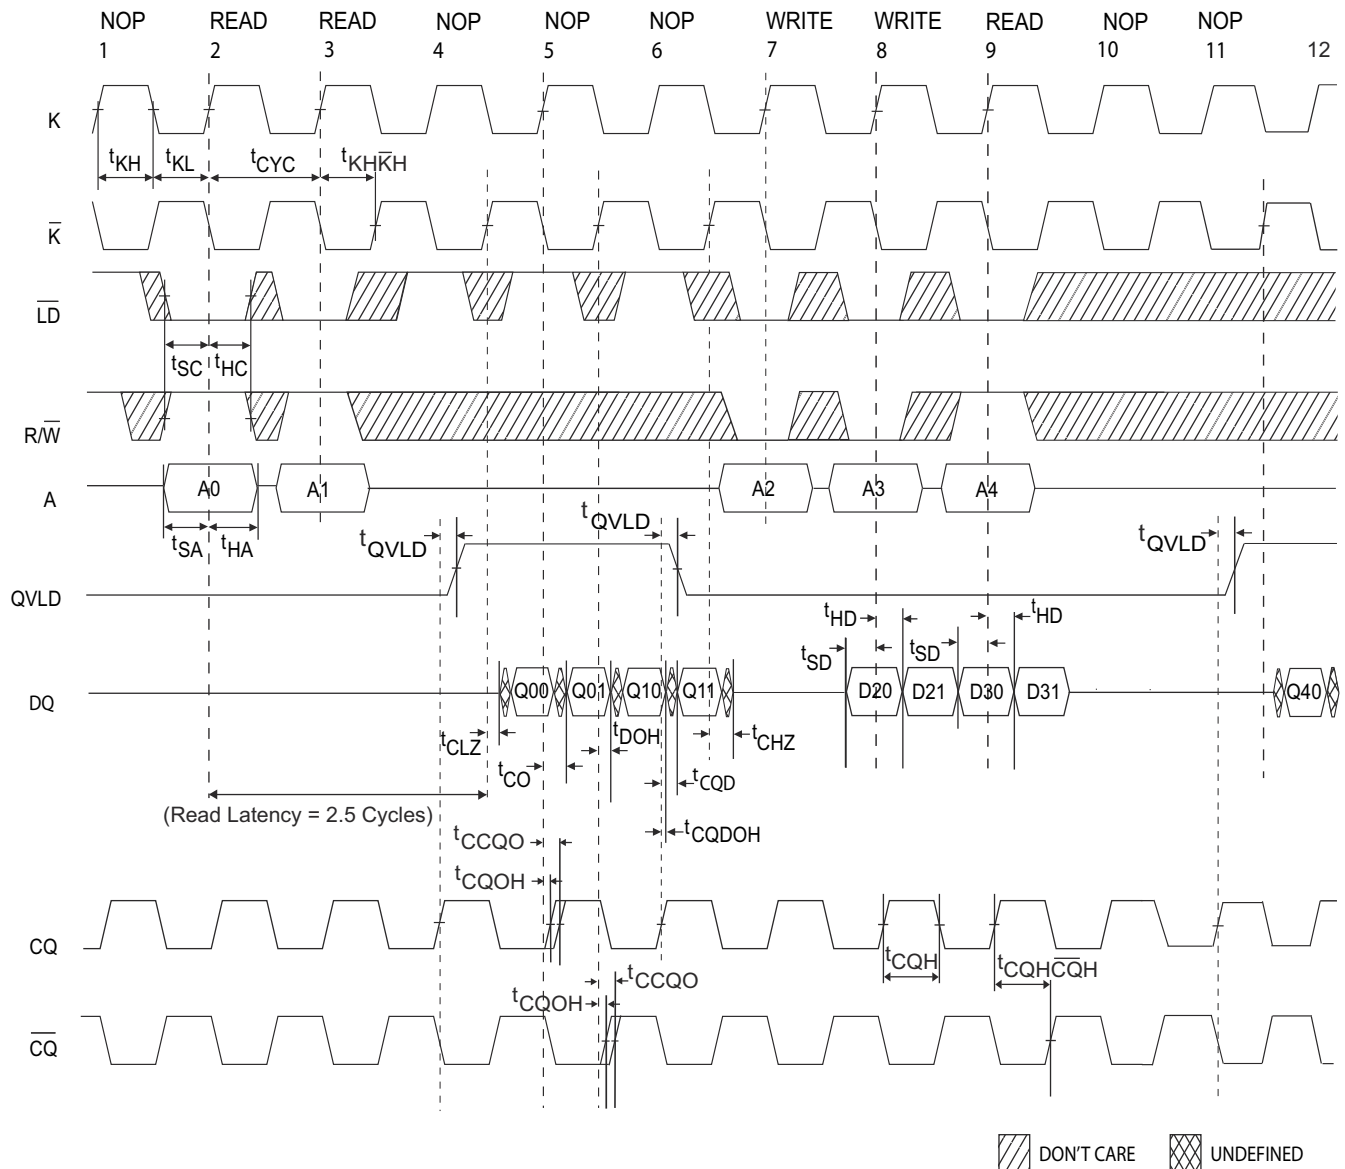 NOP READ READ NOP NOP NOP WRITE WRITE READ NOP NOP
1 2 3 4 5 6 7 8 9 10 11 12
K
tKH tKL tCYC tKHK̅H
K̅
L̅D̅
tSC tHC
R/W̅
A A0 A1 A2 A3 A4
tSA tHA tQVLD tQVLD tQVLD
QVLD
tHD tHD
tSD tSD
DQ Q00 Q01 Q10 Q11 D20 D21 D30 D31 Q40
tCLZ tDOH tCHZ
tCO tCQD
(Read Latency = 2.5 Cycles)
tCQDOH
tCCQO
tCQOH
CQ
tCQH tCQHC̅Q̅H
tCCQO
tCQOH
C̅Q̅
DON'T CARE UNDEFINED